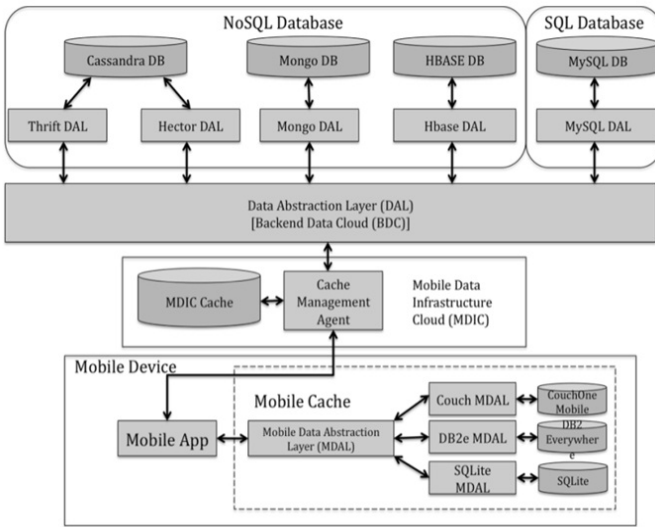 NoSQL Database
SQL Database
Cassandra DB
Mongo DB
HBASE DB
MySQL DB
Thrift DAL
Hector DAL
Mongo DAL
Hbase DAL
MySQL DAL
Data Abstraction Layer (DAL)
[Backend Data Cloud (BDC)]
MDIC Cache
Cache
Management
Agent
Mobile Data
Infrastructure
Cloud (MDIC)
Mobile Device
Mobile Cache
Mobile App
Mobile Data Abstraction
Layer (MDAL)
Couch MDAL
CouchOne
Mobile
DB2e MDAL
DB2
Everywher
e
SQLite
MDAL
SQLite